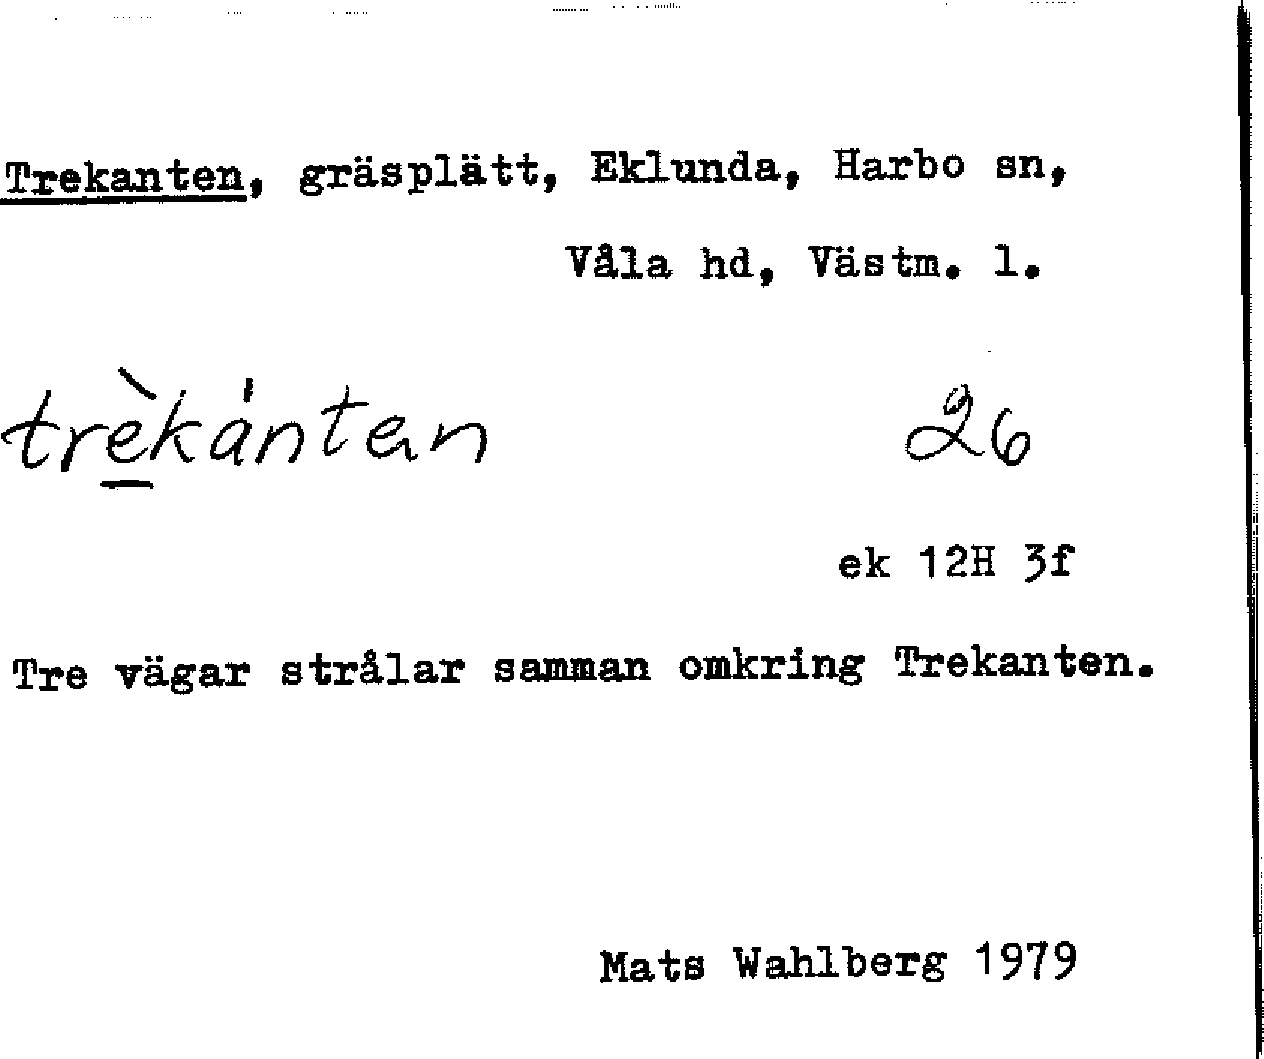 Trekanten, gräsplätt, Eklunda, Harbo sn,
Våla hd, Västm. l.
trèkánten 26
ek 12H 3f
Tre vägar strålar samman omkring Trekanten.
Mats Wahlberg 1979